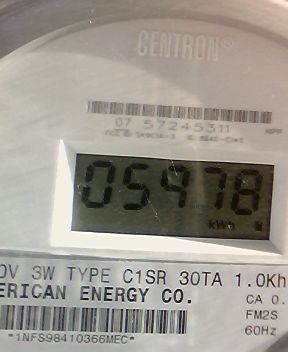 CENTRON®
07 57245311
05978
kWh
0V 3W TYPE C1SR 30TA 1.0Kh
ERICAN ENERGY CO. CA 0.
FM2S
60Hz
*1NFS98410366MEC*